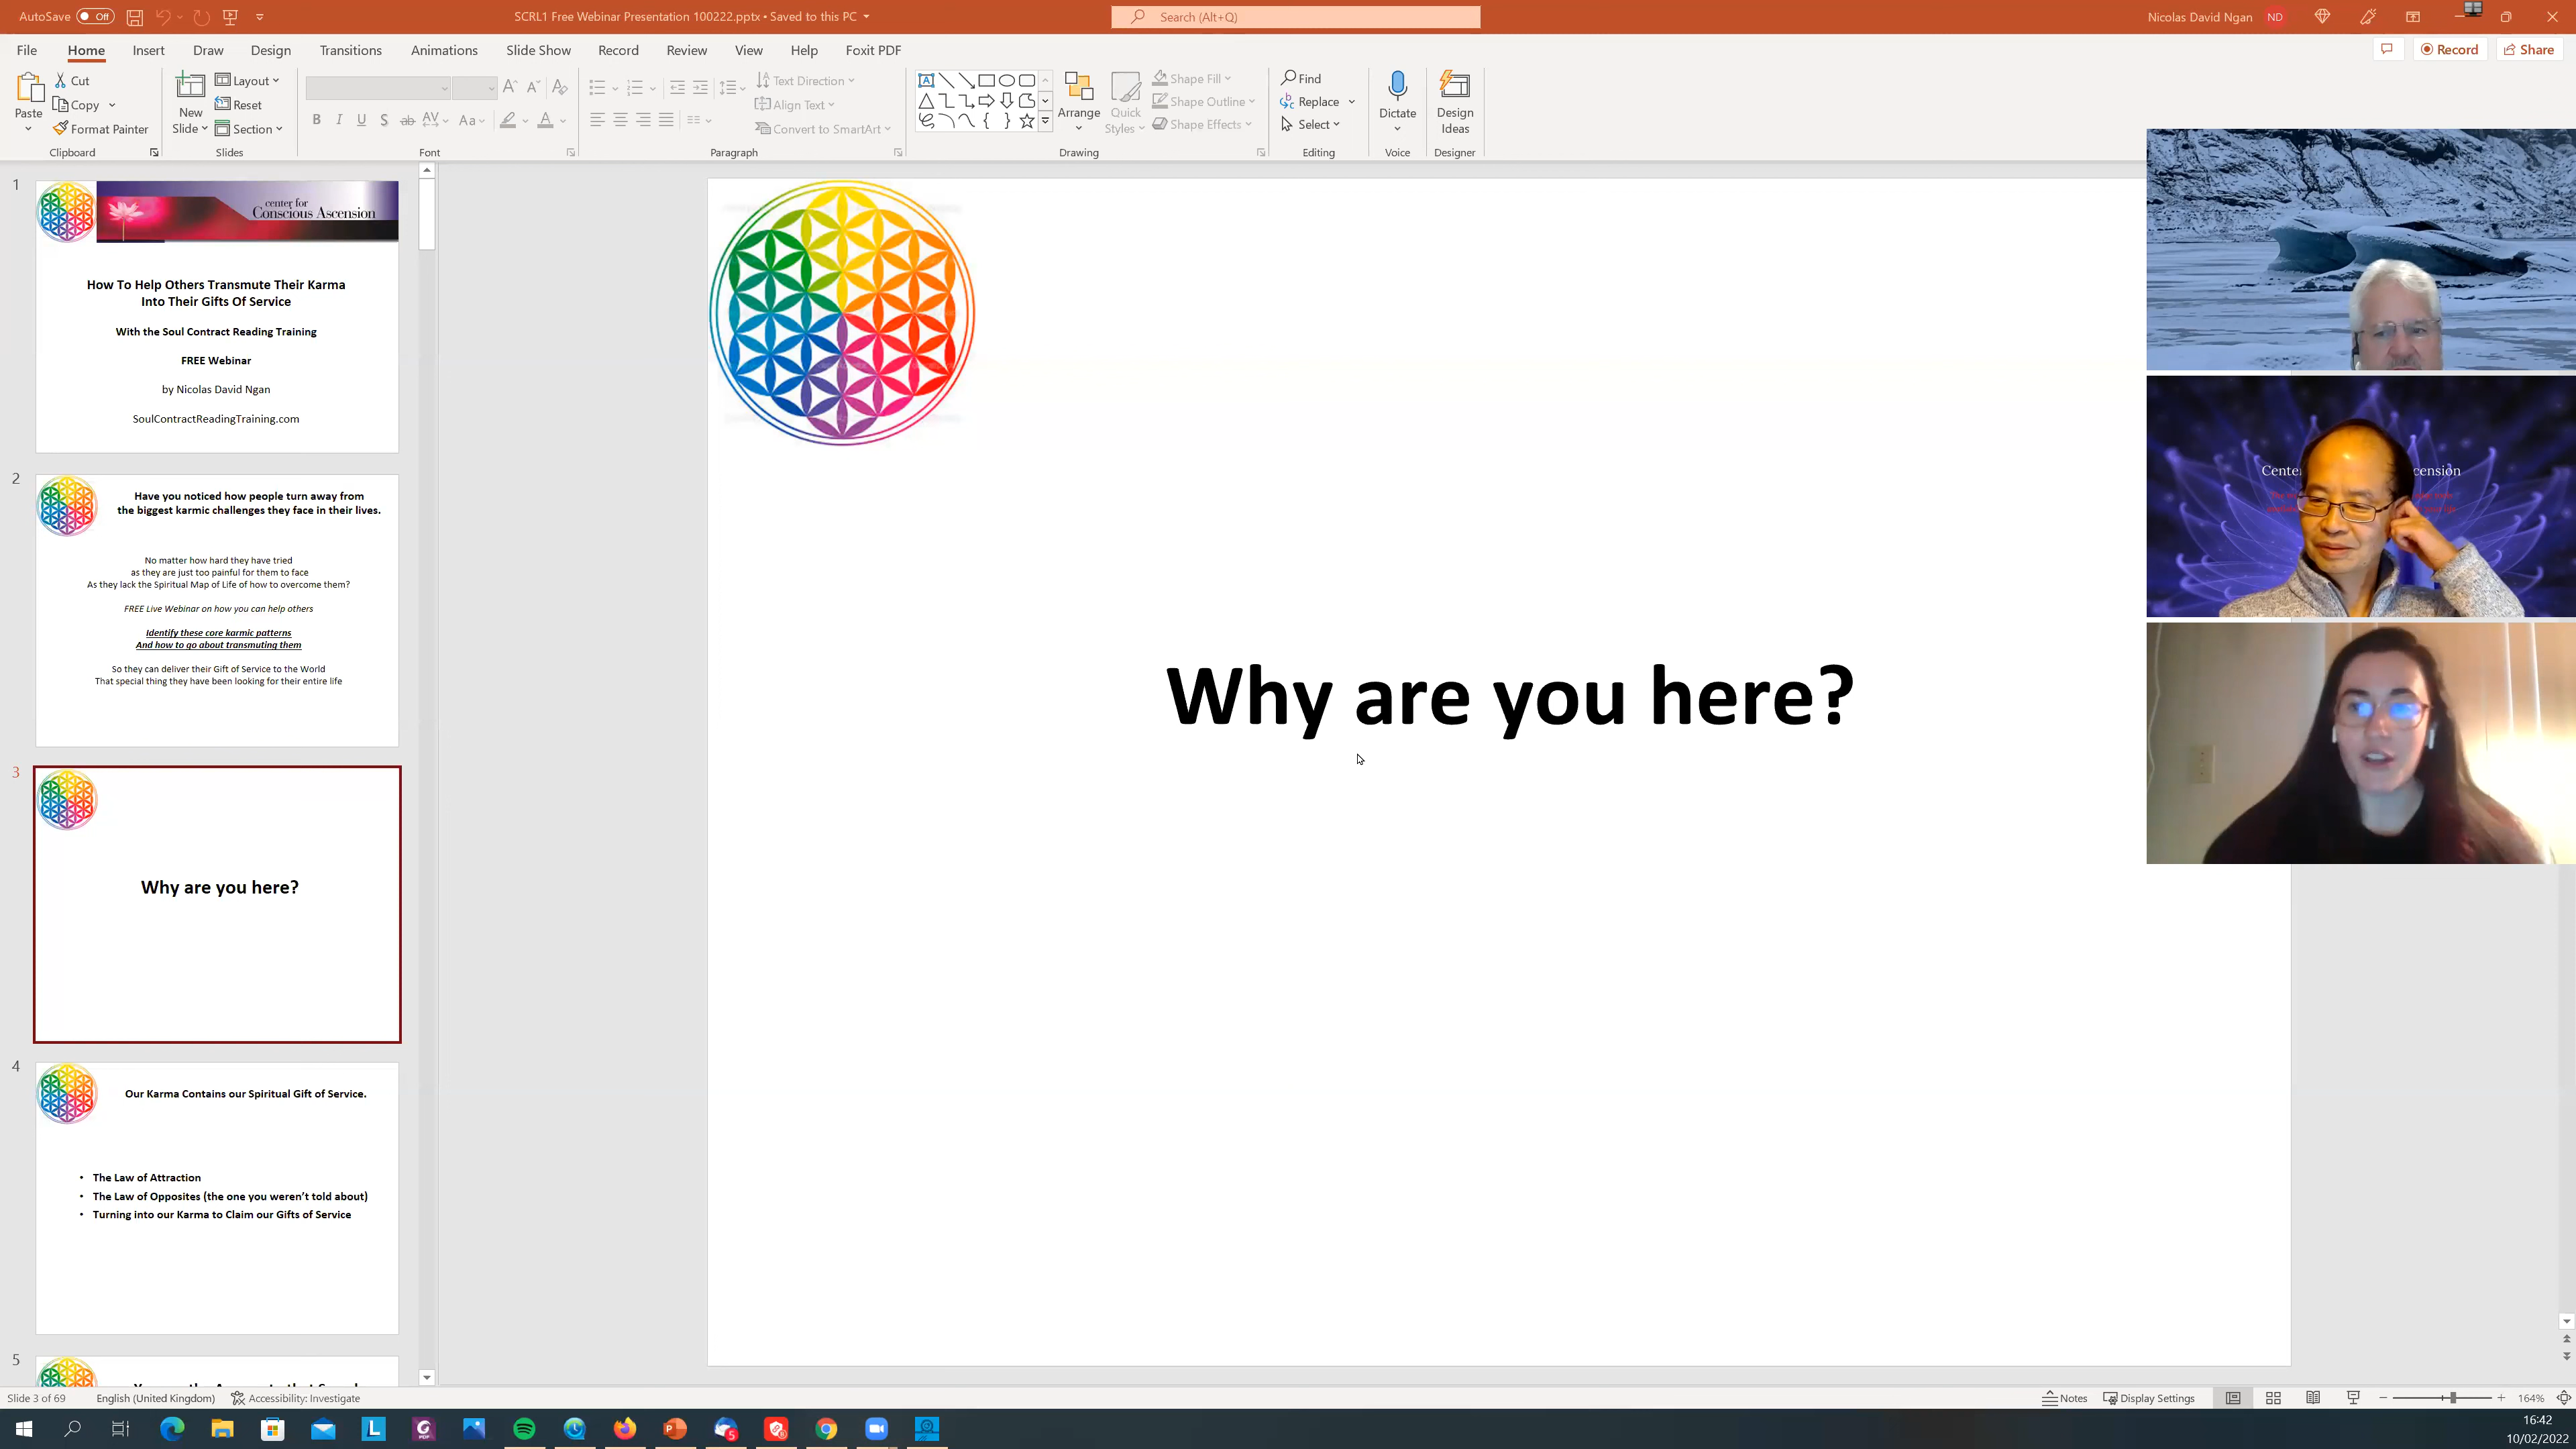 AutoSave Off
SCRL1 Free Webinar Presentation 100222.pptx • Saved to this PC
Search (Alt+Q)
Nicolas David Ngan ND
File Home Insert Draw Design Transitions Animations Slide Show Record Review View Help Foxit PDF
Record Share
Paste
Cut
Copy
Format Painter
Clipboard
New
Slide
Layout
Reset
Section
Slides
Font
Text Direction
Align Text
Convert to SmartArt
Paragraph
Arrange
Quick
Styles
Shape Fill
Shape Outline
Shape Effects
Drawing
Find
Replace
Select
Editing
Dictate
Voice
Design
Ideas
Designer
1
center for
Conscious Ascension
How To Help Others Transmute Their Karma
Into Their Gifts Of Service
With the Soul Contract Reading Training
FREE Webinar
by Nicolas David Ngan
SoulContractReadingTraining.com
2
Have you noticed how people turn away from
the biggest karmic challenges they face in their lives.
No matter how hard they have tried
as they are just too painful for them to face
As they lack the Spiritual Map of Life of how to overcome them?
FREE Live Webinar on how you can help others
Identify these core karmic patterns
And how to go about transmuting them
So they can deliver their Gift of Service to the World
That special thing they have been looking for their entire life
3
Why are you here?
4
Our Karma Contains our Spiritual Gift of Service.
• The Law of Attraction
• The Law of Opposites (the one you weren't told about)
• Turning into our Karma to Claim our Gifts of Service
5
Why are you here?
Cente cension
Slide 3 of 69 English (United Kingdom) Accessibility: Investigate
Notes Display Settings 164%
16:42
10/02/2022